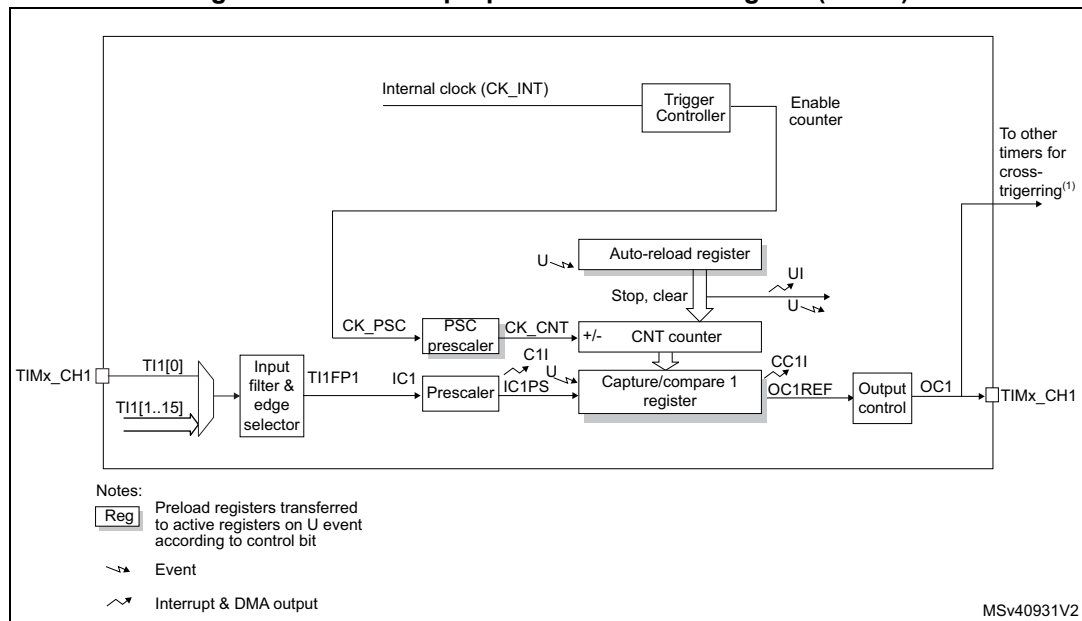 Internal clock (CK_INT)
Trigger
Controller
Enable
counter
To other
timers for
cross-
trigerring(1)
U
Auto-reload register
UI
Stop, clear
U
CK_PSC
PSC
prescaler
CK_CNT
+/-
CNT counter
TIMx_CH1
TI1[0]
TI1[1..15]
Input
filter &
edge
selector
TI1FP1
IC1
Prescaler
C1I
U
IC1PS
Capture/compare 1
register
CC1I
OC1REF
Output
control
OC1
TIMx_CH1
Notes:
Reg
Preload registers transferred
to active registers on U event
according to control bit
Event
Interrupt & DMA output
MSv40931V2